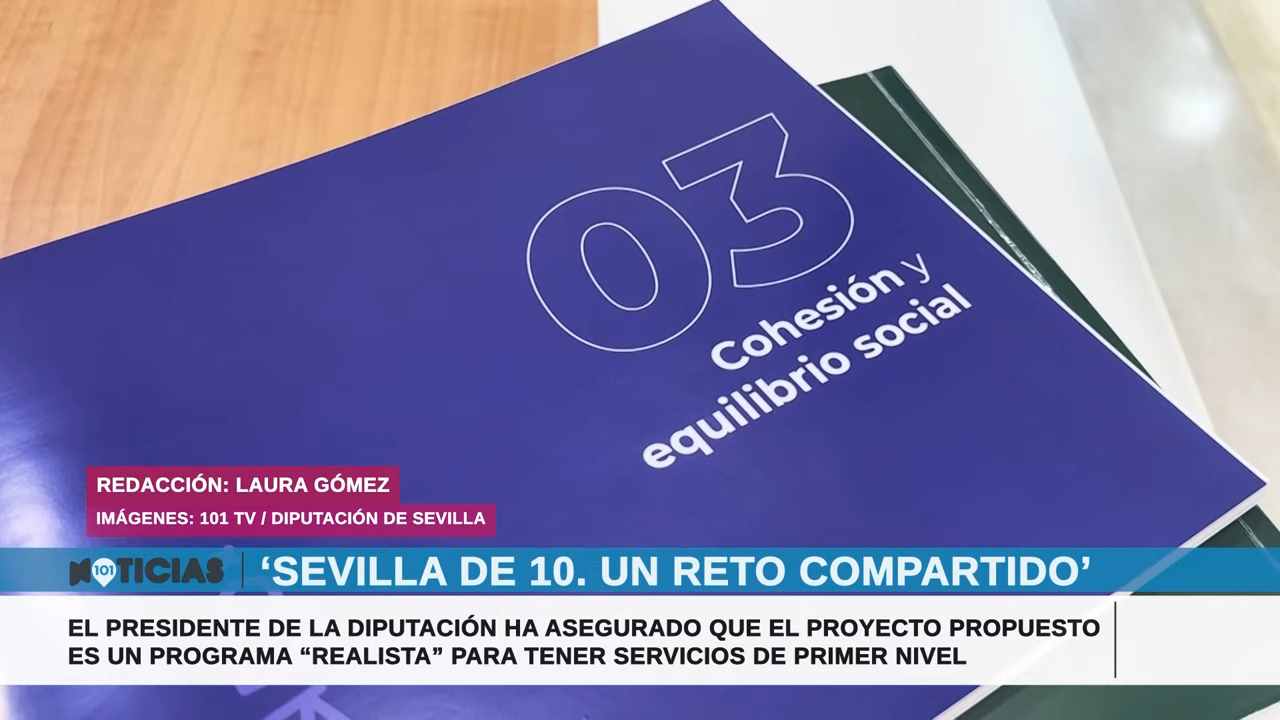 03
Cohesión y
equilibrio social
REDACCIÓN: LAURA GÓMEZ
IMÁGENES: 101 TV / DIPUTACIÓN DE SEVILLA
NOTICIAS 101
‘SEVILLA DE 10. UN RETO COMPARTIDO’
EL PRESIDENTE DE LA DIPUTACIÓN HA ASEGURADO QUE EL PROYECTO PROPUESTO
ES UN PROGRAMA “REALISTA” PARA TENER SERVICIOS DE PRIMER NIVEL